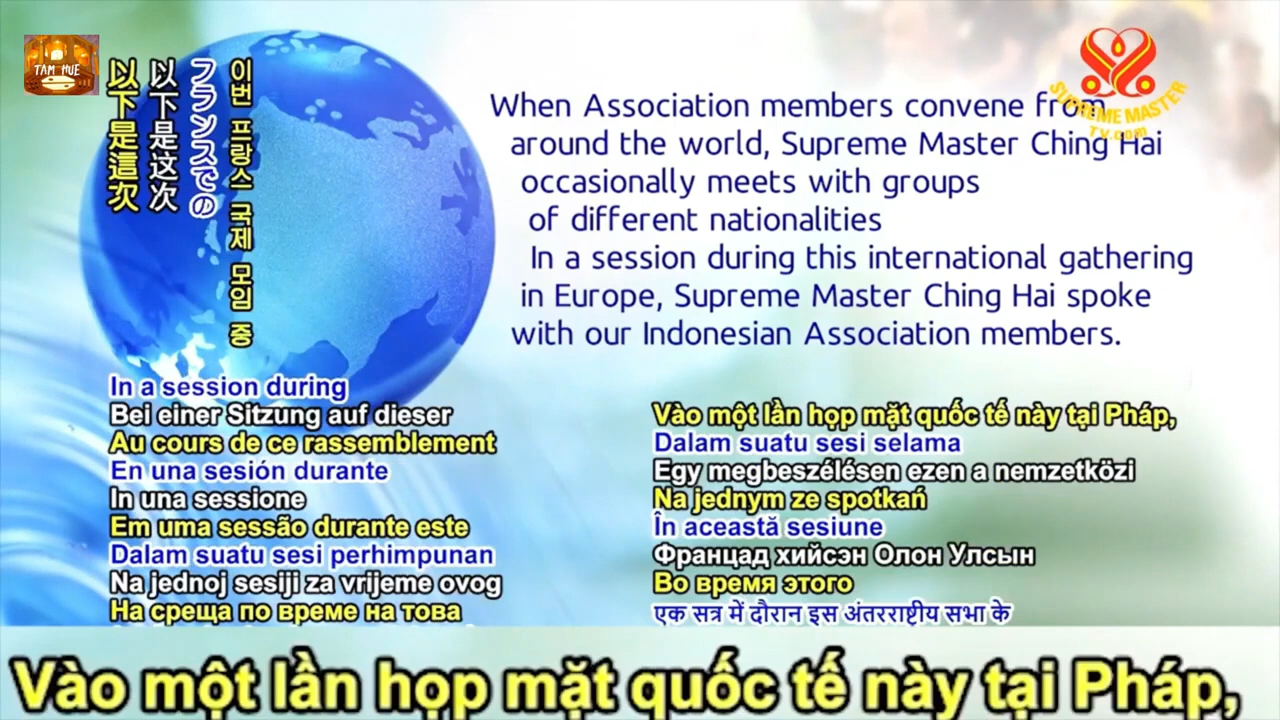 TAM HUE
以下是這次
以下是这次
フランスでの
이번 프랑스 국제 모임 중
SUPREME MASTER
TV.com
When Association members convene from
around the world, Supreme Master Ching Hai
occasionally meets with groups
of different nationalities
In a session during this international gathering
in Europe, Supreme Master Ching Hai spoke
with our Indonesian Association members.
In a session during
Bei einer Sitzung auf dieser
Au cours de ce rassemblement
En una sesión durante
In una sessione
Em uma sessão durante este
Dalam suatu sesi perhimpunan
Na jednoj sesiji za vrijeme ovog
На среща по време на това
Vào một lần họp mặt quốc tế này tại Pháp,
Dalam suatu sesi selama
Egy megbeszélésen ezen a nemzetközi
Na jednym ze spotkań
În această sesiune
Францад хийсэн Олон Улсын
Во время этого
एक सत्र में दौरान इस अंतरराष्ट्रीय सभा के
Vào một lần họp mặt quốc tế này tại Pháp,